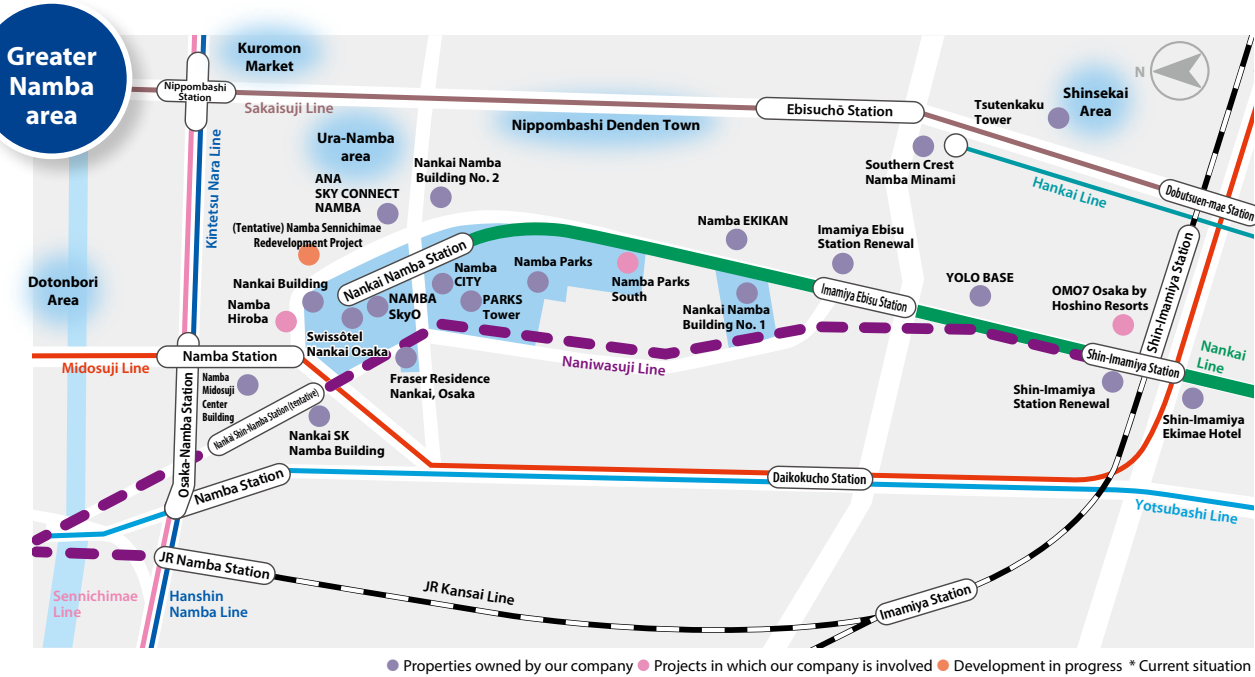 Greater
Namba
area
Kuromon
Market
N
Nippombashi
Station
Sakaisuji Line
Ebisuchō Station
Tsutenkaku
Tower
Shinsekai
Area
Nippombashi Denden Town
Ura-Namba
area
Kintetsu Nara Line
Nankai Namba
Building No. 2
ANA
SKY CONNECT
NAMBA
Southern Crest
Namba Minami
Hankai Line
Dobutsuen-mae Station
(Tentative) Namba Sennichimae
Redevelopment Project
Namba EKIKAN
Imamiya Ebisu
Station Renewal
Nankai Namba Station
Dotonbori
Area
Nankai Building
Namba
Hiroba
Namba
CITY
Namba Parks
Namba Parks
South
NAMBA
SkyO
PARKS
Tower
Nankai Namba
Building No. 1
Imamiya Ebisu Station
YOLO BASE
OMO7 Osaka by
Hoshino Resorts
Shin-Imamiya Station
Swissôtel
Nankai Osaka
Midosuji Line
Namba Station
Naniwasuji Line
Shin-Imamiya Station
Nankai
Line
Namba
Midosuji
Center
Building
Fraser Residence
Nankai, Osaka
Nankai Shin-Namba Station (tentative)
Osaka-Namba Station
Nankai SK
Namba Building
Shin-Imamiya
Station Renewal
Shin-Imamiya
Ekimae Hotel
Namba Station
Daikokucho Station
Yotsubashi Line
JR Namba Station
JR Kansai Line
Sennichimae
Line
Hanshin
Namba Line
Imamiya Station
Properties owned by our company Projects in which our company is involved Development in progress * Current situation